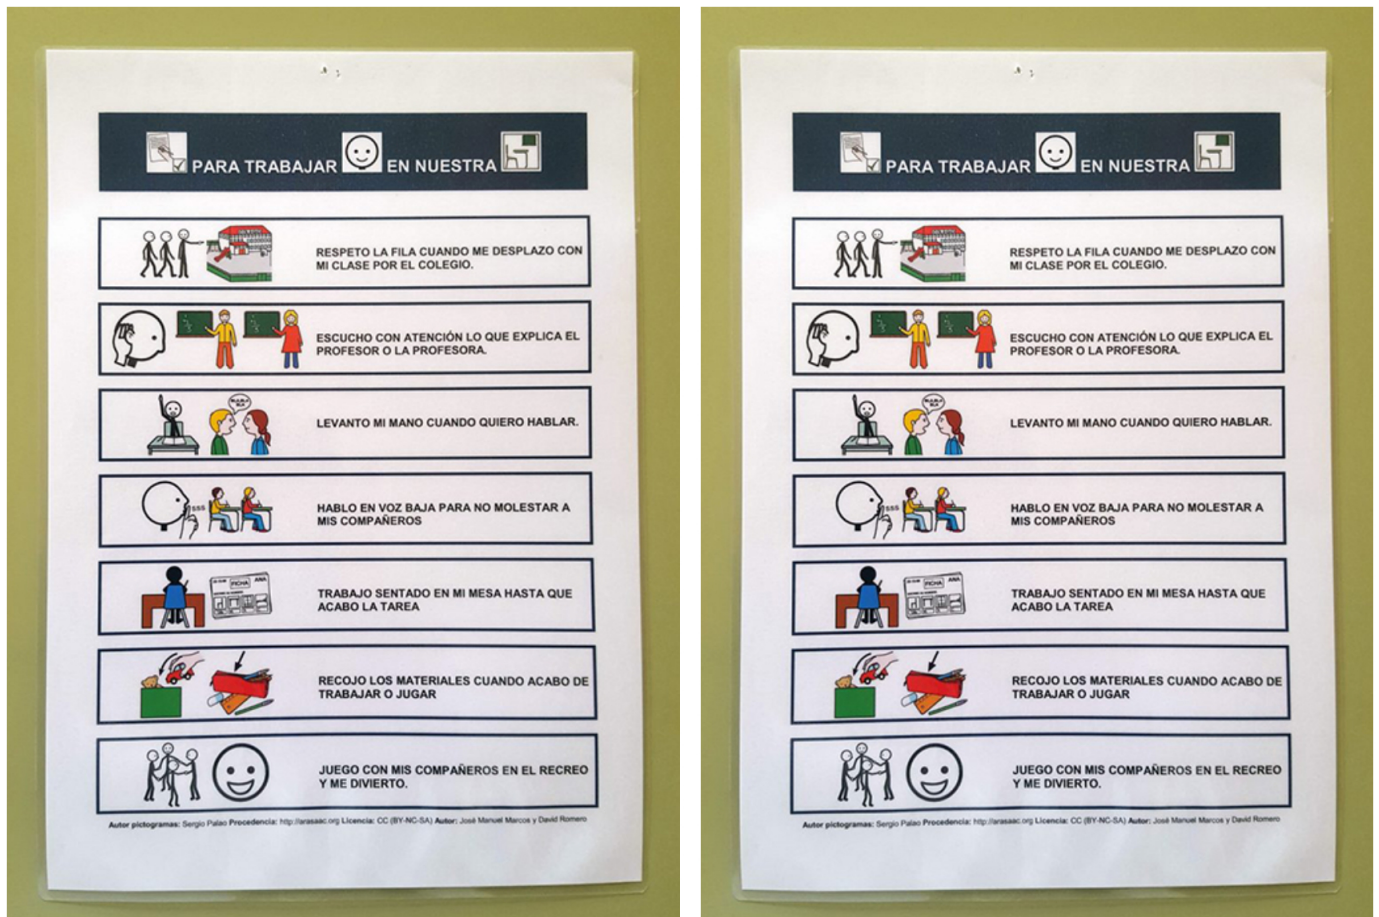 PARA TRABAJAR EN NUESTRA
RESPETO LA FILA CUANDO ME DESPLAZO CON
MI CLASE POR EL COLEGIO.
ESCUCHO CON ATENCIÓN LO QUE EXPLICA EL
PROFESOR O LA PROFESORA.
LEVANTO MI MANO CUANDO QUIERO HABLAR.
SSS
HABLO EN VOZ BAJA PARA NO MOLESTAR A
MIS COMPAÑEROS
FICHA ANA
TRABAJO SENTADO EN MI MESA HASTA QUE
ACABO LA TAREA
RECOJO LOS MATERIALES CUANDO ACABO DE
TRABAJAR O JUGAR
JUEGO CON MIS COMPAÑEROS EN EL RECREO
Y ME DIVIERTO.
Autor pictogramas: Sergio Palao Procedencia: http://arasaac.org Licencia: CC (BY-NC-SA) Autor: José Manuel Marcos y David Romero
PARA TRABAJAR EN NUESTRA
RESPETO LA FILA CUANDO ME DESPLAZO CON
MI CLASE POR EL COLEGIO.
ESCUCHO CON ATENCIÓN LO QUE EXPLICA EL
PROFESOR O LA PROFESORA.
LEVANTO MI MANO CUANDO QUIERO HABLAR.
SSS
HABLO EN VOZ BAJA PARA NO MOLESTAR A
MIS COMPAÑEROS
FICHA ANA
TRABAJO SENTADO EN MI MESA HASTA QUE
ACABO LA TAREA
RECOJO LOS MATERIALES CUANDO ACABO DE
TRABAJAR O JUGAR
JUEGO CON MIS COMPAÑEROS EN EL RECREO
Y ME DIVIERTO.
Autor pictogramas: Sergio Palao Procedencia: http://arasaac.org Licencia: CC (BY-NC-SA) Autor: José Manuel Marcos y David Romero